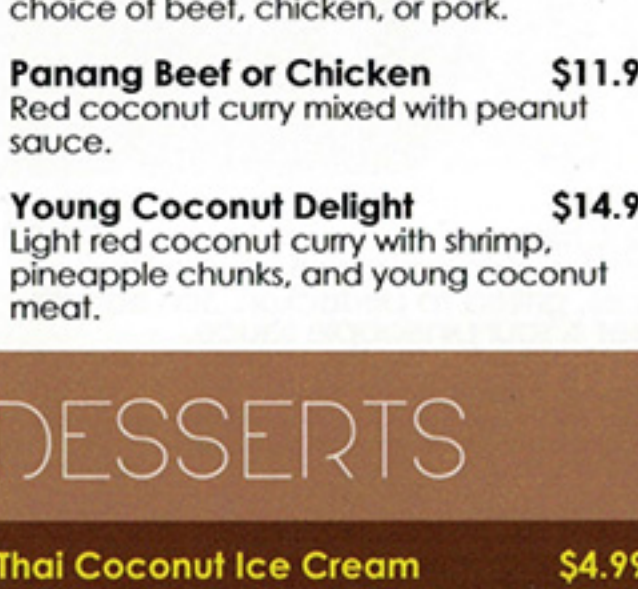 choice of beef, chicken, or pork.
Panang Beef or Chicken $11.9
Red coconut curry mixed with peanut
sauce.
Young Coconut Delight $14.9
Light red coconut curry with shrimp,
pineapple chunks, and young coconut
meat.
DESSERTS
Thai Coconut Ice Cream $4.99